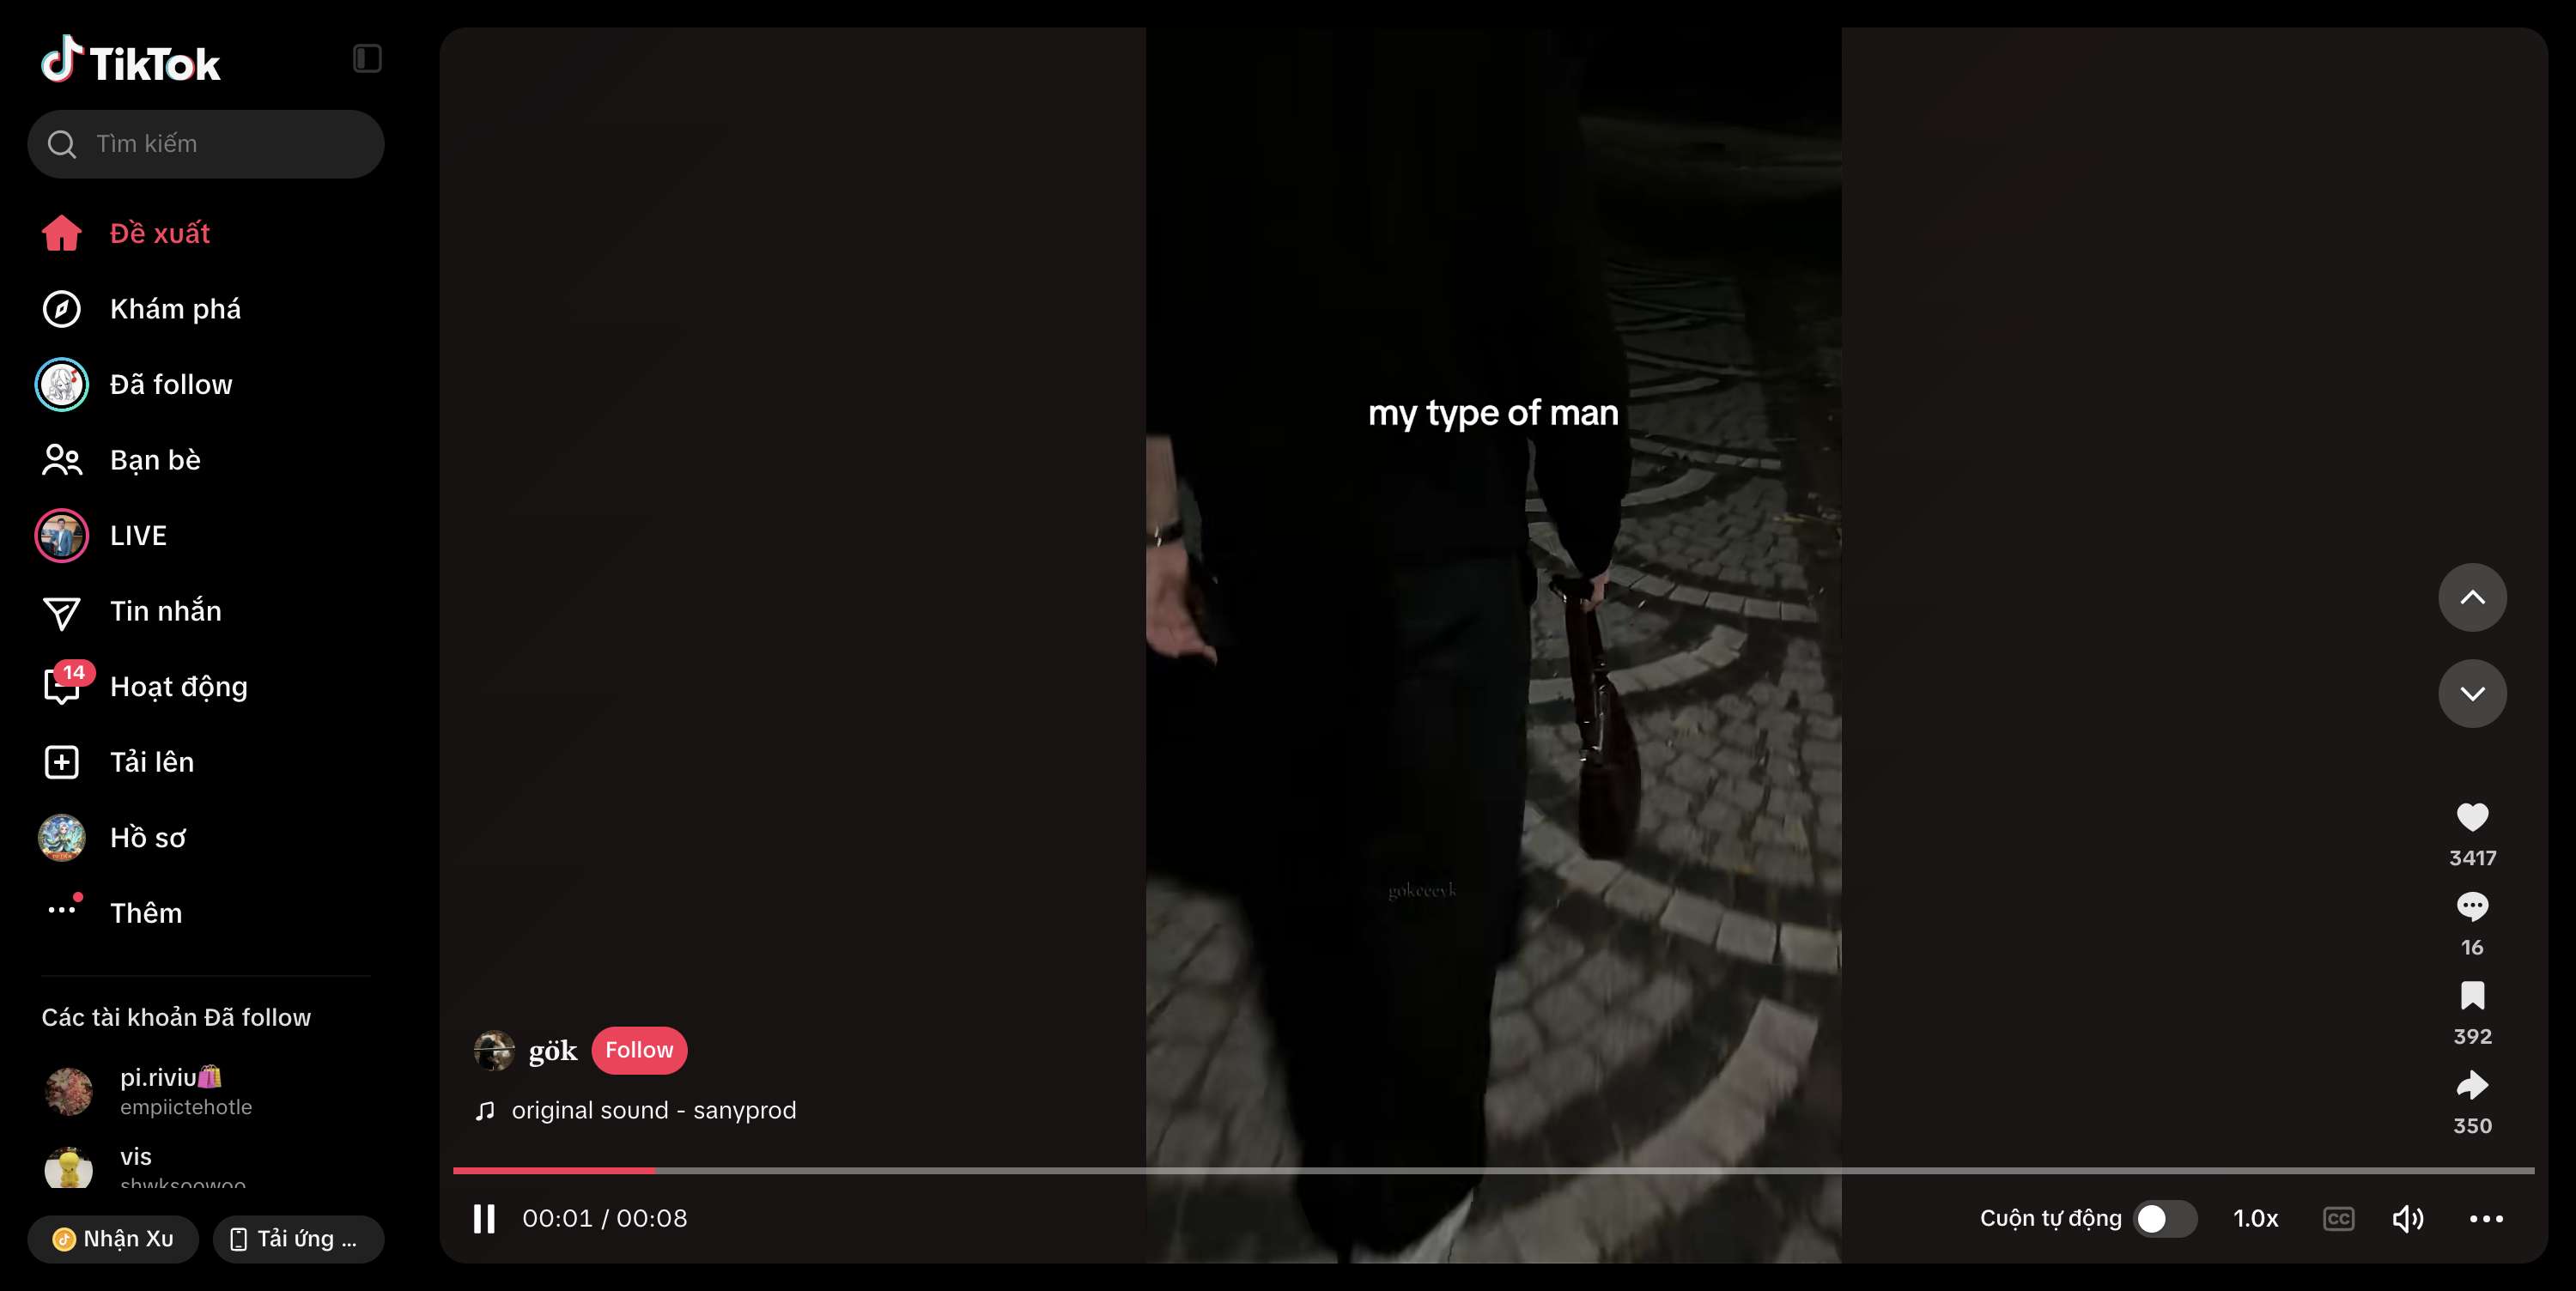 TikTok
Tìm kiếm
Đề xuất
Khám phá
Đã follow
Bạn bè
LIVE
Tin nhắn
14
Hoạt động
Tải lên
Hồ sơ
Thêm
Các tài khoản Đã follow
pi.riviu
empiictehotle
vis
shwksoowoo
Nhận Xu
Tải ứng ...
my type of man
gokceeyk
gök
Follow
original sound - sanyprod
00:01 / 00:08
3417
16
392
350
Cuộn tự động
1.0x
CC